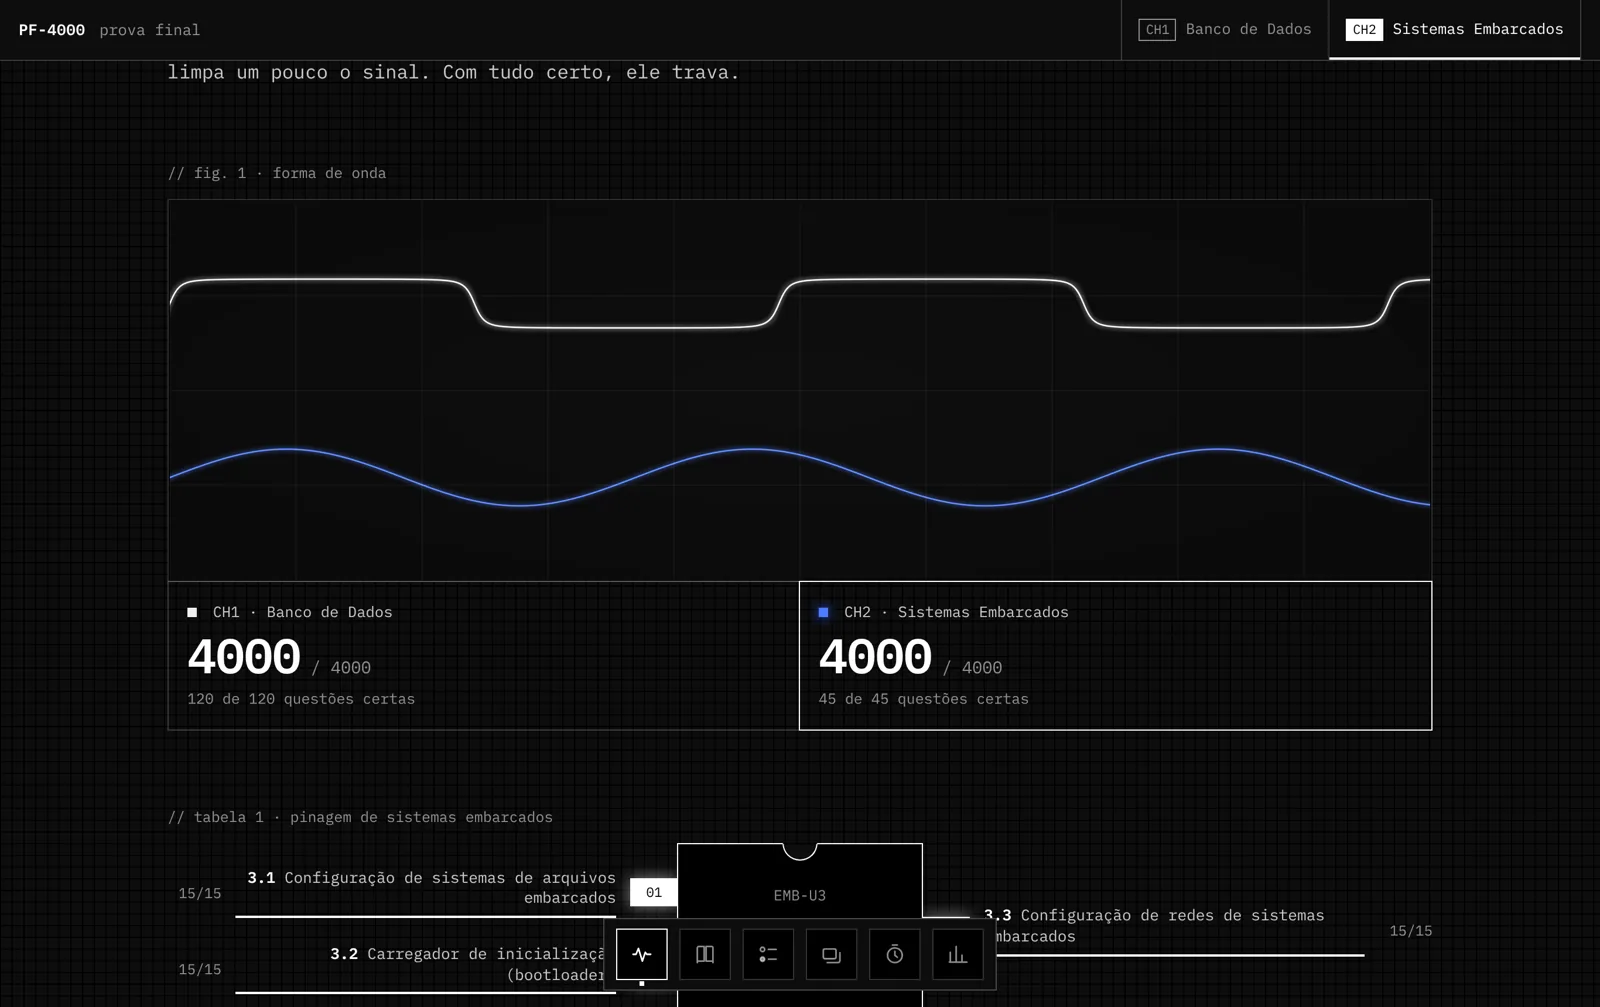 PF-4000 prova final
CH1 Banco de Dados
CH2 Sistemas Embarcados
limpa um pouco o sinal. Com tudo certo, ele trava.
// fig. 1 · forma de onda
CH1 · Banco de Dados
4000 / 4000
120 de 120 questões certas
CH2 · Sistemas Embarcados
4000 / 4000
45 de 45 questões certas
// tabela 1 · pinagem de sistemas embarcados
15/15
3.1 Configuração de sistemas de arquivos
embarcados
01
EMB-U3
15/15
3.2 Carregador de inicializaçã
(bootloader
3.3 Configuração de redes de sistemas
mbarcados
15/15